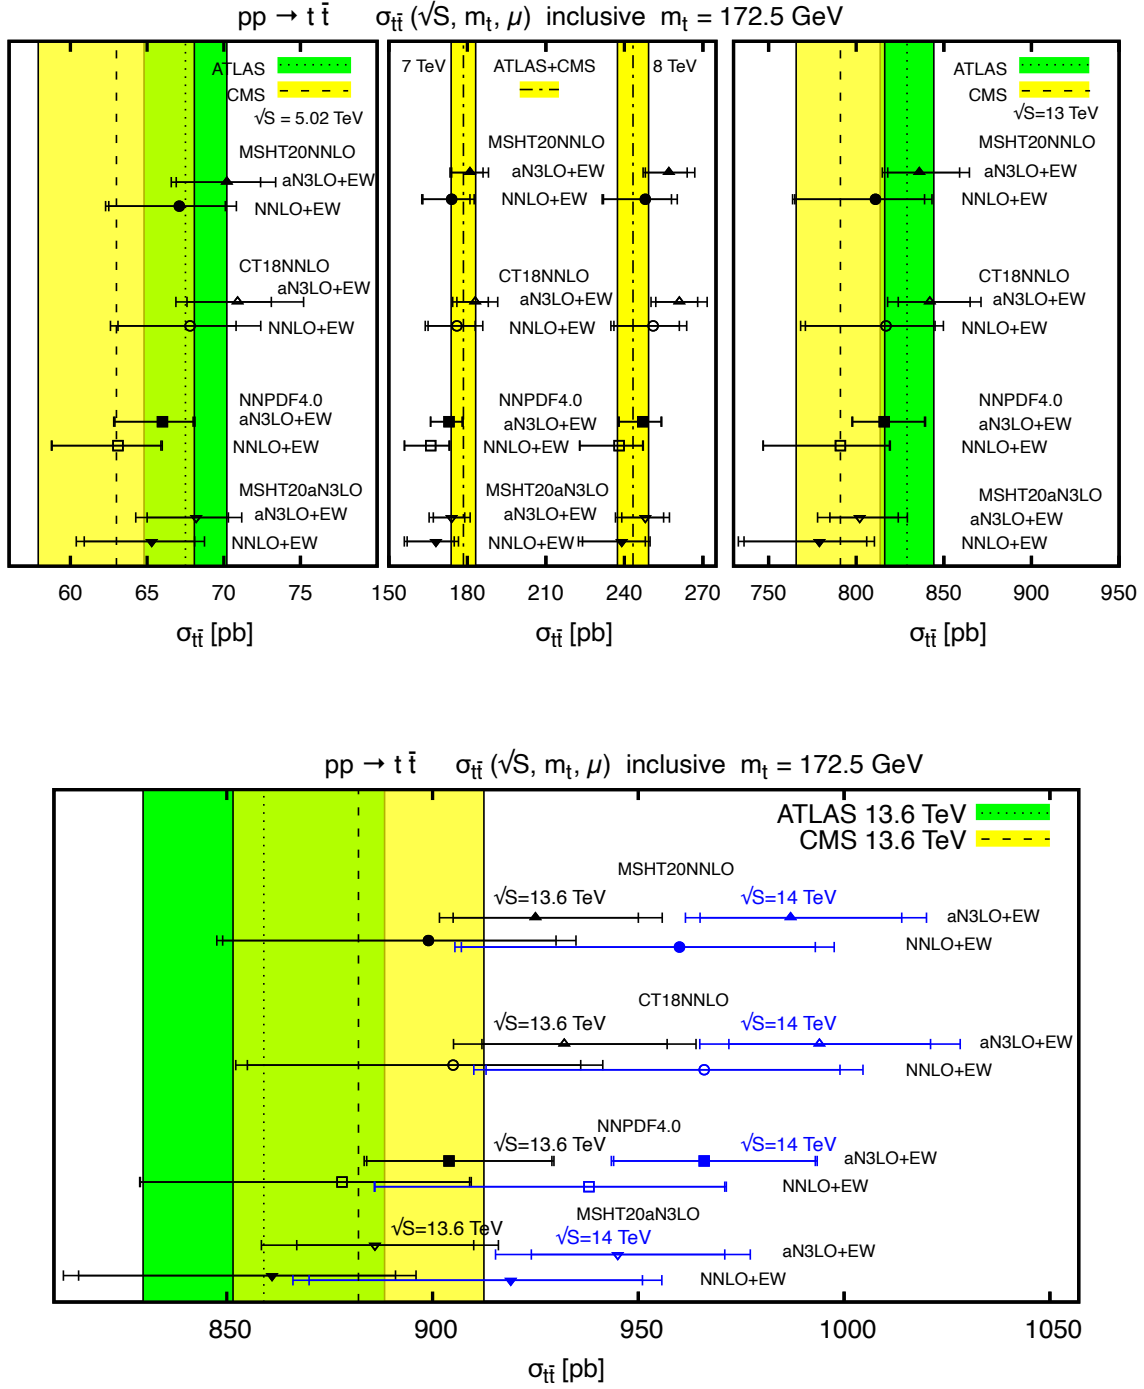 pp → t t̄ σtt̄ (√S, mt, μ) inclusive mt = 172.5 GeV
ATLAS
CMS
√S = 5.02 TeV
MSHT20NNLO
aN3LO+EW
NNLO+EW
CT18NNLO
aN3LO+EW
NNLO+EW
NNPDF4.0
aN3LO+EW
NNLO+EW
MSHT20aN3LO
aN3LO+EW
NNLO+EW
60 65 70 75
σtt̄ [pb]
7 TeV ATLAS+CMS 8 TeV
MSHT20NNLO
aN3LO+EW
NNLO+EW
CT18NNLO
aN3LO+EW
NNLO+EW
NNPDF4.0
aN3LO+EW
NNLO+EW
MSHT20aN3LO
aN3LO+EW
NNLO+EW
150 180 210 240 270
σtt̄ [pb]
ATLAS
CMS
√S=13 TeV
MSHT20NNLO
aN3LO+EW
NNLO+EW
CT18NNLO
aN3LO+EW
NNLO+EW
NNPDF4.0
aN3LO+EW
NNLO+EW
MSHT20aN3LO
aN3LO+EW
NNLO+EW
750 800 850 900 950
σtt̄ [pb]
pp → t t̄ σtt̄ (√S, mt, μ) inclusive mt = 172.5 GeV
ATLAS 13.6 TeV
CMS 13.6 TeV
MSHT20NNLO
√S=13.6 TeV √S=14 TeV
aN3LO+EW
NNLO+EW
CT18NNLO
√S=13.6 TeV √S=14 TeV
aN3LO+EW
NNLO+EW
NNPDF4.0
√S=13.6 TeV √S=14 TeV
aN3LO+EW
NNLO+EW
MSHT20aN3LO
√S=13.6 TeV √S=14 TeV
aN3LO+EW
NNLO+EW
850 900 950 1000 1050
σtt̄ [pb]